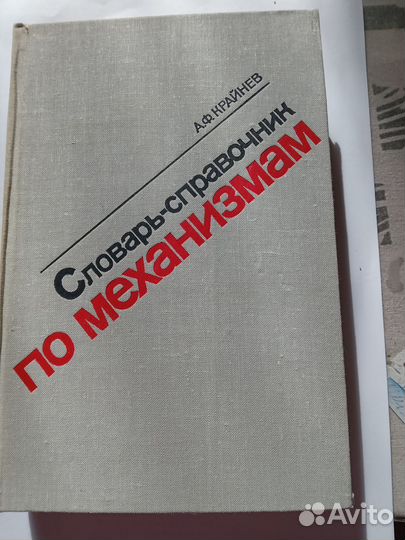 А.Ф. КРАЙНЕВ
Словарь-справочник
по механизмам
Avito